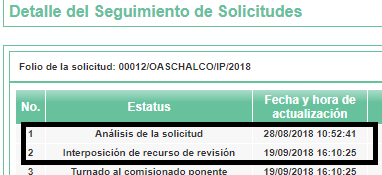 Detalle del Seguimiento de Solicitudes
Folio de la solicitud: 00012/OASCHALCO/IP/2018
No. Estatus Fecha y hora de
actualización
1 Análisis de la solicitud 28/08/2018 10:52:41
2 Interposición de recurso de revisión 19/09/2018 16:10:25
3 Turnado al comisionado ponente 19/09/2018 16:10:25